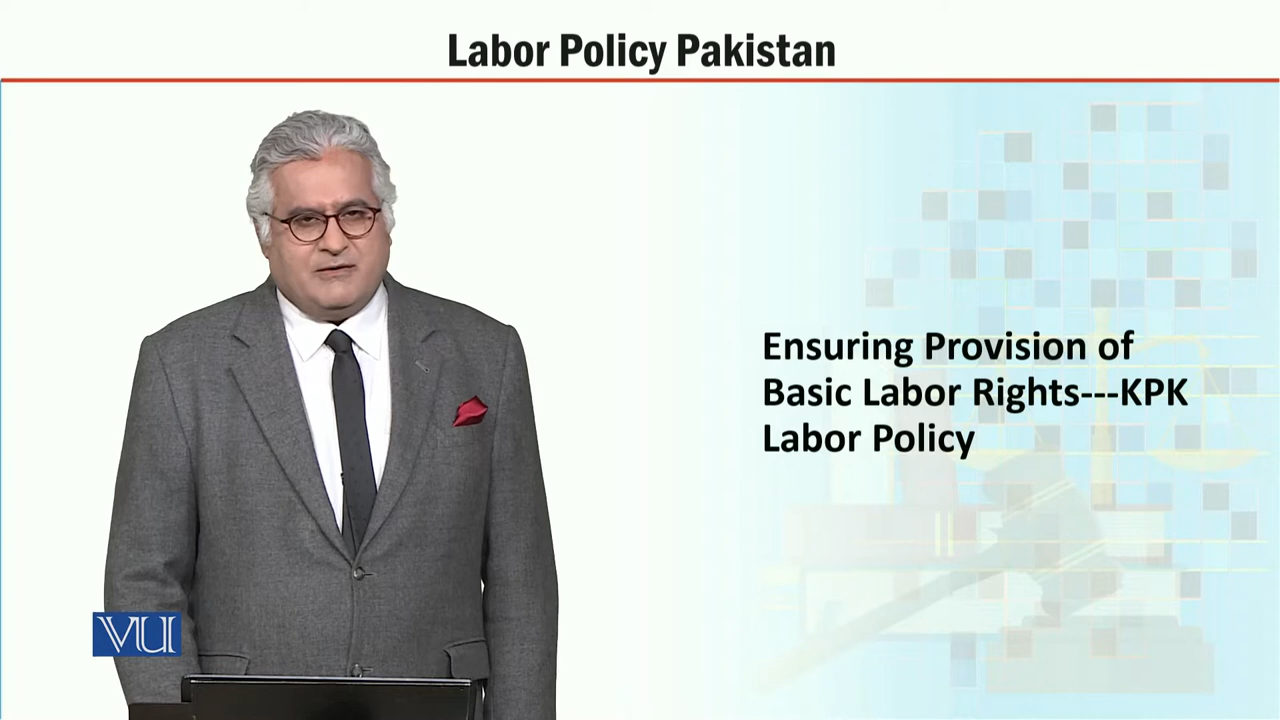 Labor Policy Pakistan
Ensuring Provision of
Basic Labor Rights---KPK
Labor Policy
VU